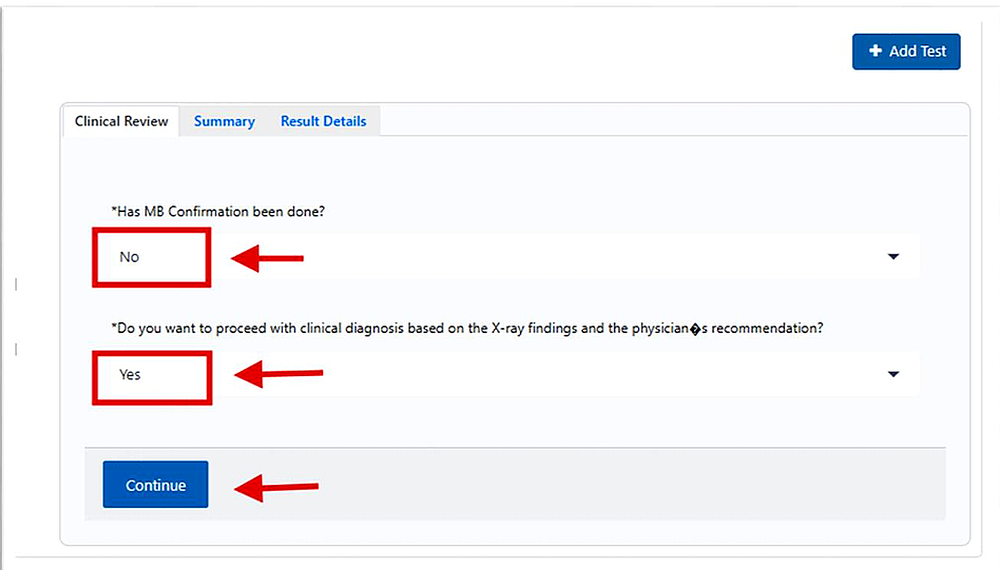 + Add Test
Clinical Review Summary Result Details
*Has MB Confirmation been done?
No
*Do you want to proceed with clinical diagnosis based on the X-ray findings and the physician�s recommendation?
Yes
Continue